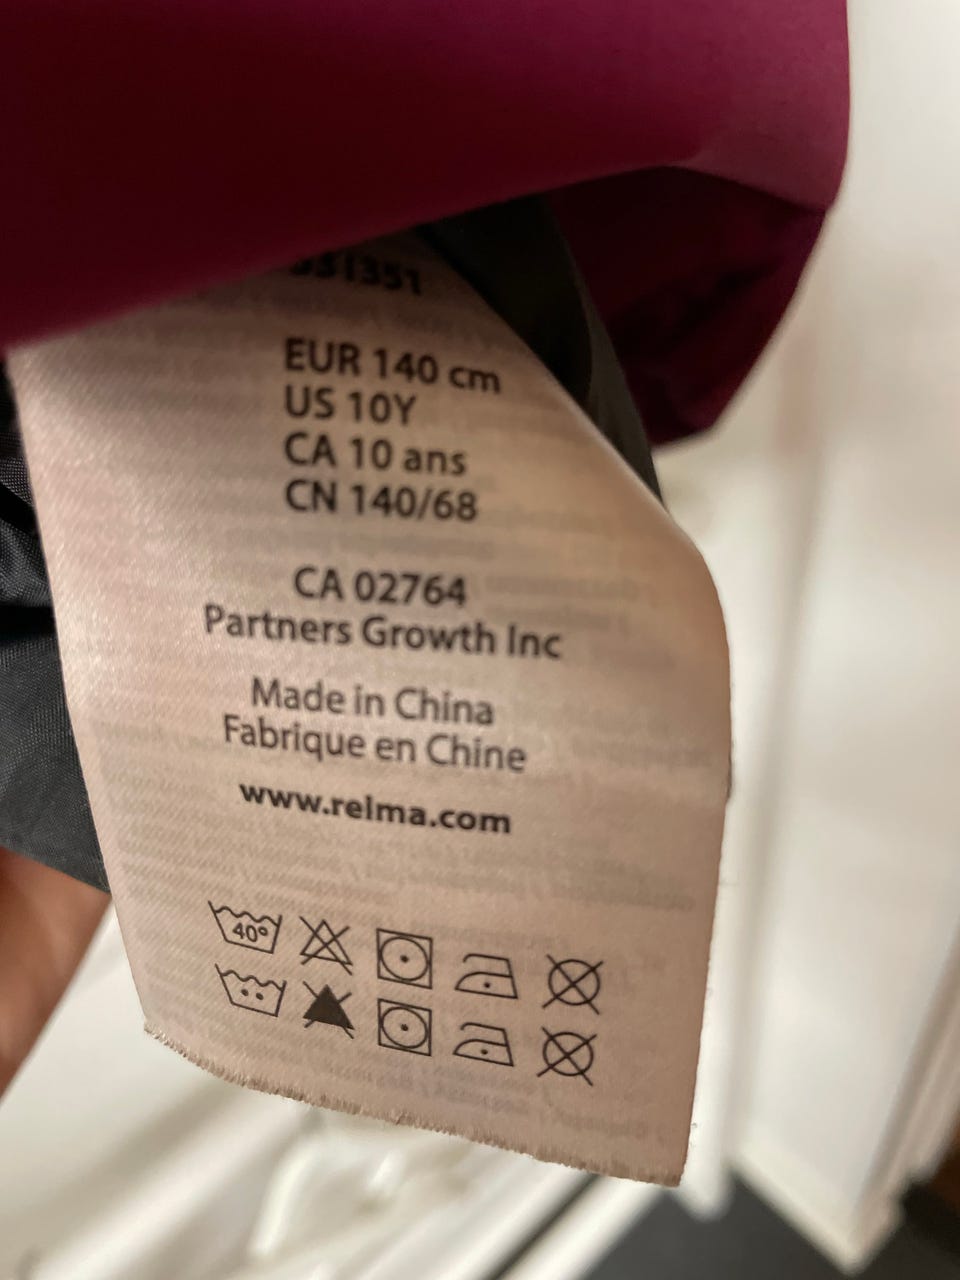 EUR 140 cm
US 10Y
CA 10 ans
CN 140/68
CA 02764
Partners Growth Inc
Made in China
Fabrique en Chine
www.reima.com
40°